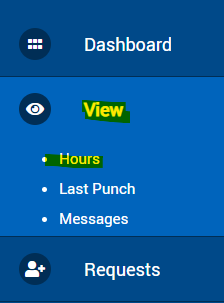 Dashboard
View
Hours
Last Punch
Messages
Requests